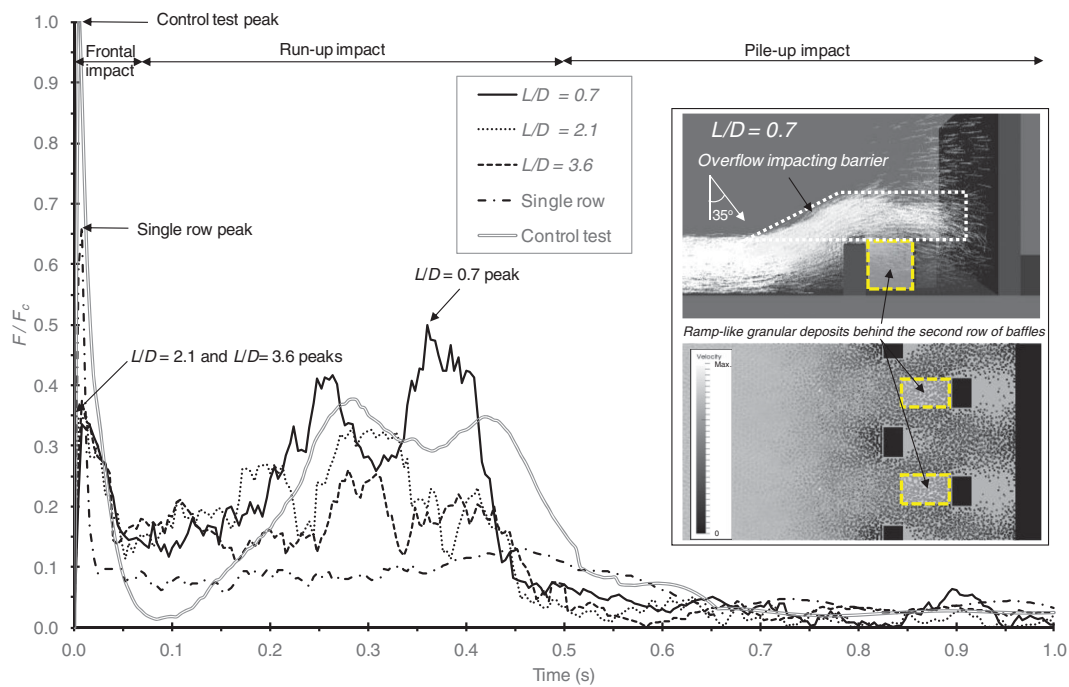 1.0
0.9
0.8
0.7
0.6
0.5
0.4
0.3
0.2
0.1
0.0
F / Fc
0.0 0.1 0.2 0.3 0.4 0.5 0.6 0.7 0.8 0.9 1.0
Time (s)
Control test peak
Frontal
impact
Run-up impact
Pile-up impact
Single row peak
L/D = 2.1 and L/D= 3.6 peaks
L/D = 0.7 peak
L/D = 0.7
L/D = 2.1
L/D = 3.6
Single row
Control test
L/D = 0.7
Overflow impacting barrier
35°
Ramp-like granular deposits behind the second row of baffles
Velocity
Max.
0